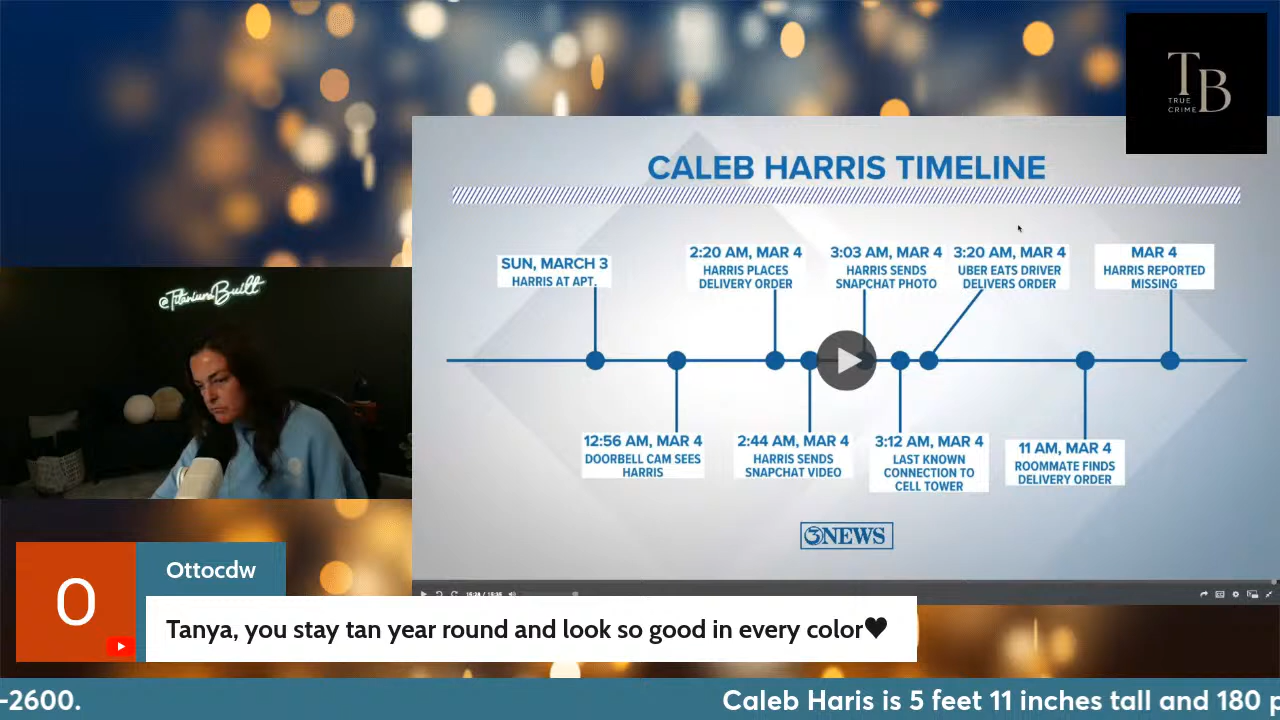 TB
TRUE
CRIME
CALEB HARRIS TIMELINE
SUN, MARCH 3
HARRIS AT APT.
2:20 AM, MAR 4
HARRIS PLACES
DELIVERY ORDER
3:03 AM, MAR 4
HARRIS SENDS
SNAPCHAT PHOTO
3:20 AM, MAR 4
UBER EATS DRIVER
DELIVERS ORDER
MAR 4
HARRIS REPORTED
MISSING
12:56 AM, MAR 4
DOORBELL CAM SEES
HARRIS
2:44 AM, MAR 4
HARRIS SENDS
SNAPCHAT VIDEO
3:12 AM, MAR 4
LAST KNOWN
CONNECTION TO
CELL TOWER
11 AM, MAR 4
ROOMMATE FINDS
DELIVERY ORDER
3NEWS
@TitaniumBuilt
O
Ottocdw
Tanya, you stay tan year round and look so good in every color♥
-2600.
Caleb Haris is 5 feet 11 inches tall and 180 p